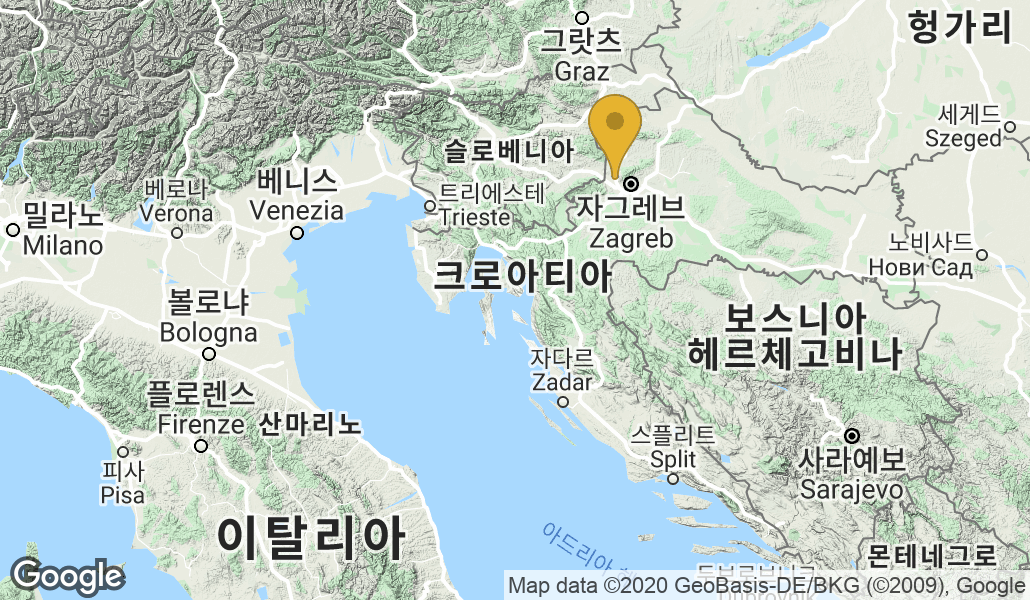 헝가리
그랏츠
Graz
세게드
Szeged
슬로베니아
베로나
Verona
베니스
Venezia
트리에스테
Trieste
자그레브
Zagreb
밀라노
Milano
노비사드
Нови Сад
크로아티아
볼로냐
Bologna
보스니아
헤르체고비나
자다르
Zadar
플로렌스
Firenze
산마리노
스플리트
Split
피사
Pisa
사라예보
Sarajevo
이탈리아
아드리아
몬테네그로
Google
Map data ©2020 GeoBasis-DE/BKG (©2009), Google